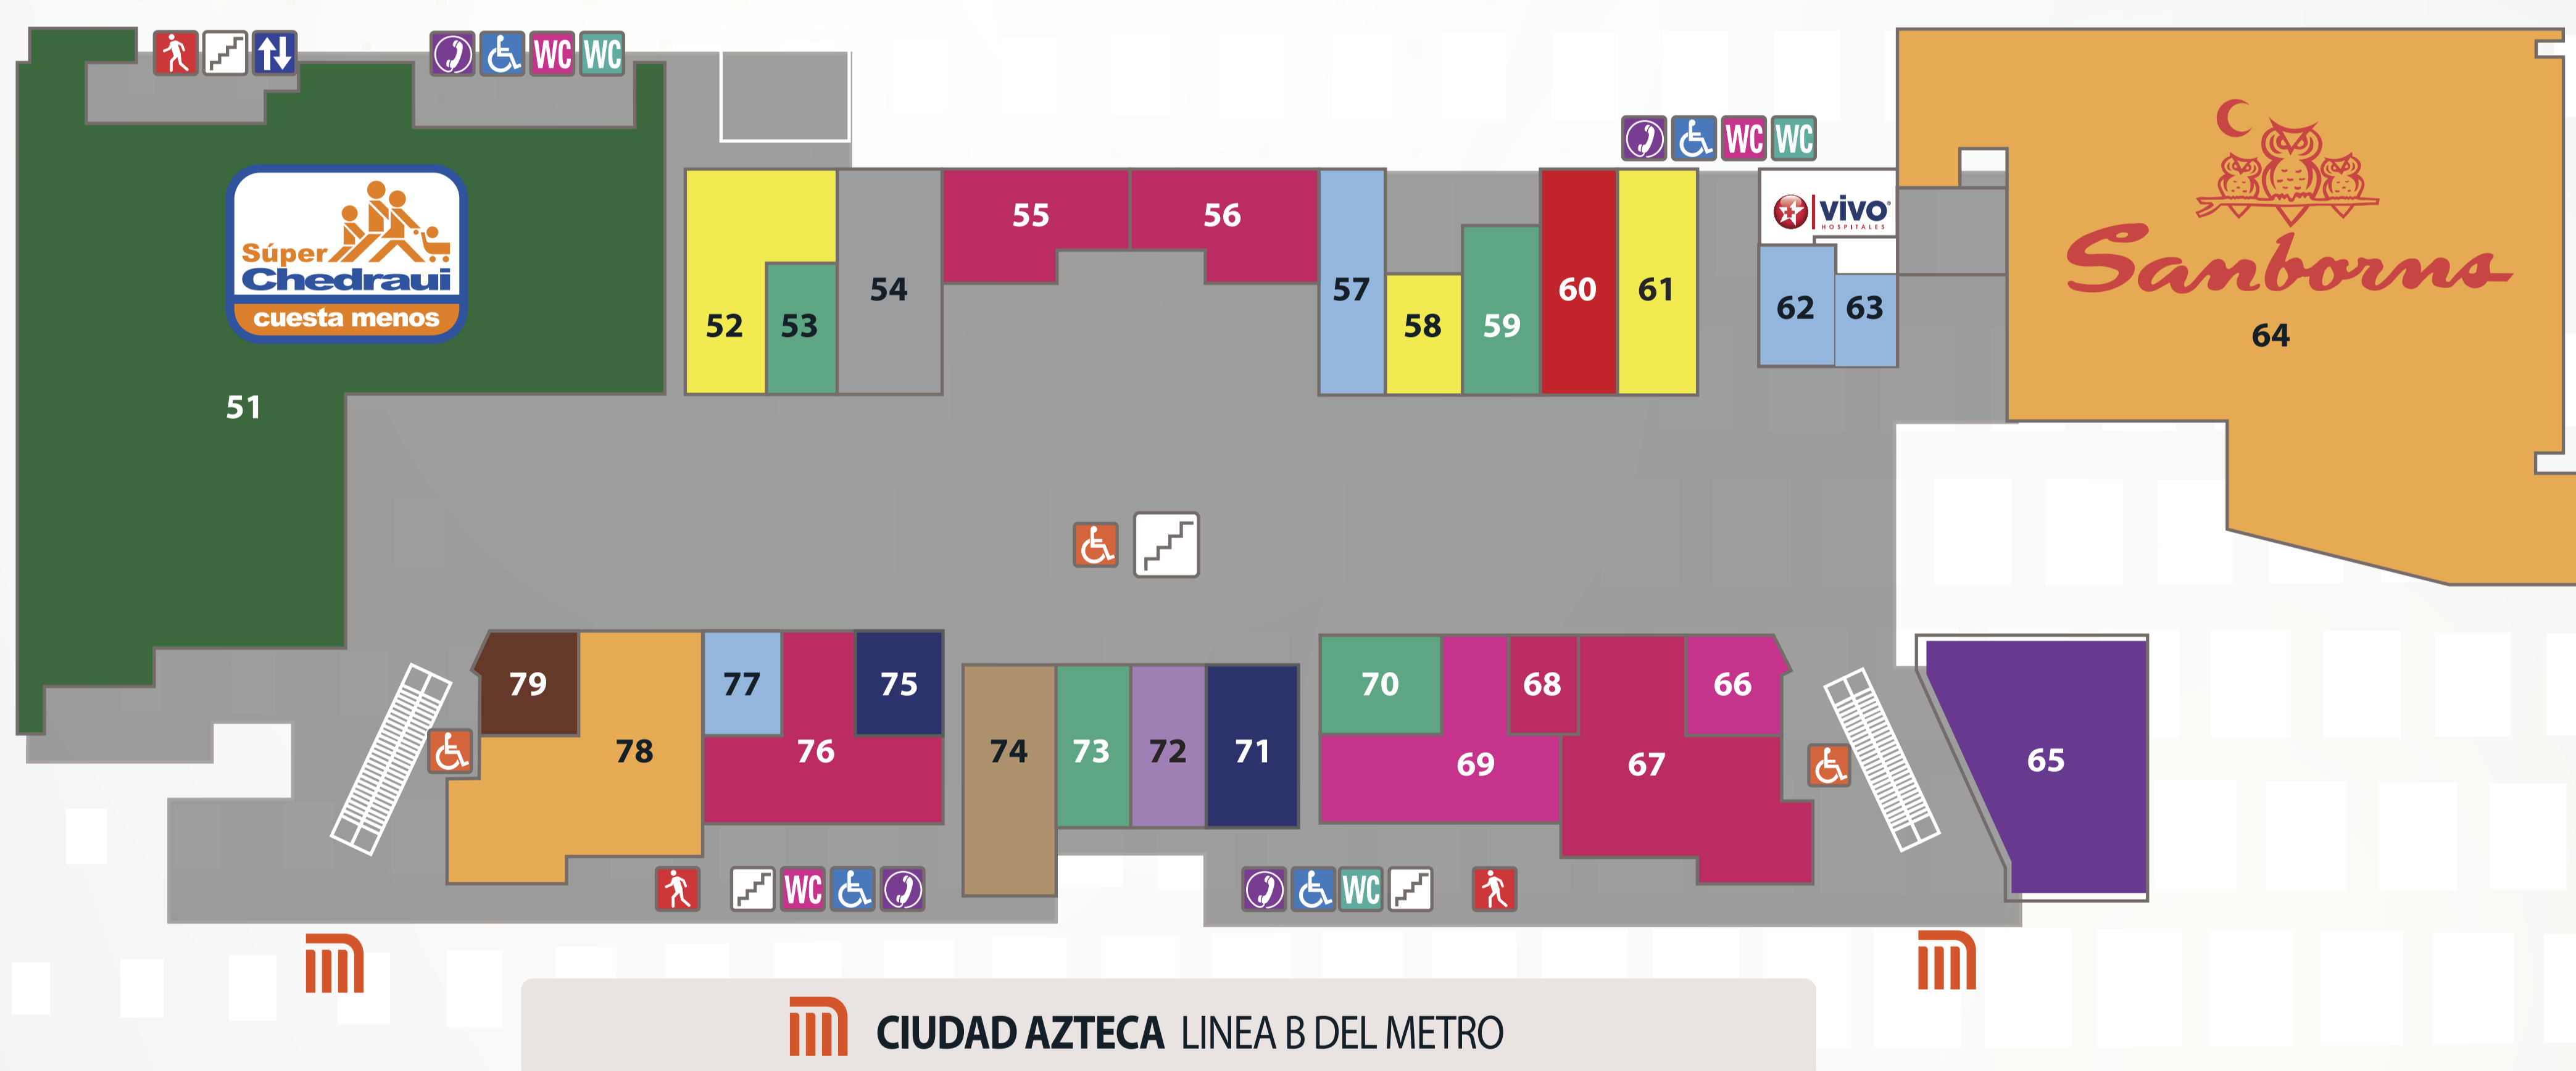 WC WC
WC WC
Súper
Chedraui
cuesta menos
51
52
53
54
55
56
57
58
59
60
61
vivo
HOSPITALES
62
63
Sanborns
64
79
78
77
76
75
74
73
72
71
70
69
68
67
66
65
WC
WC
CIUDAD AZTECA LINEA B DEL METRO